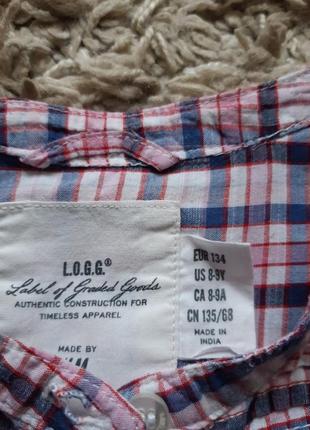 L.O.G.G.®
Label of Graded Goods
AUTHENTIC CONSTRUCTION FOR
TIMELESS APPAREL
MADE BY
EUR 134
US 8-9Y
CA 8-9A
CN 135/68
MADE IN
INDIA